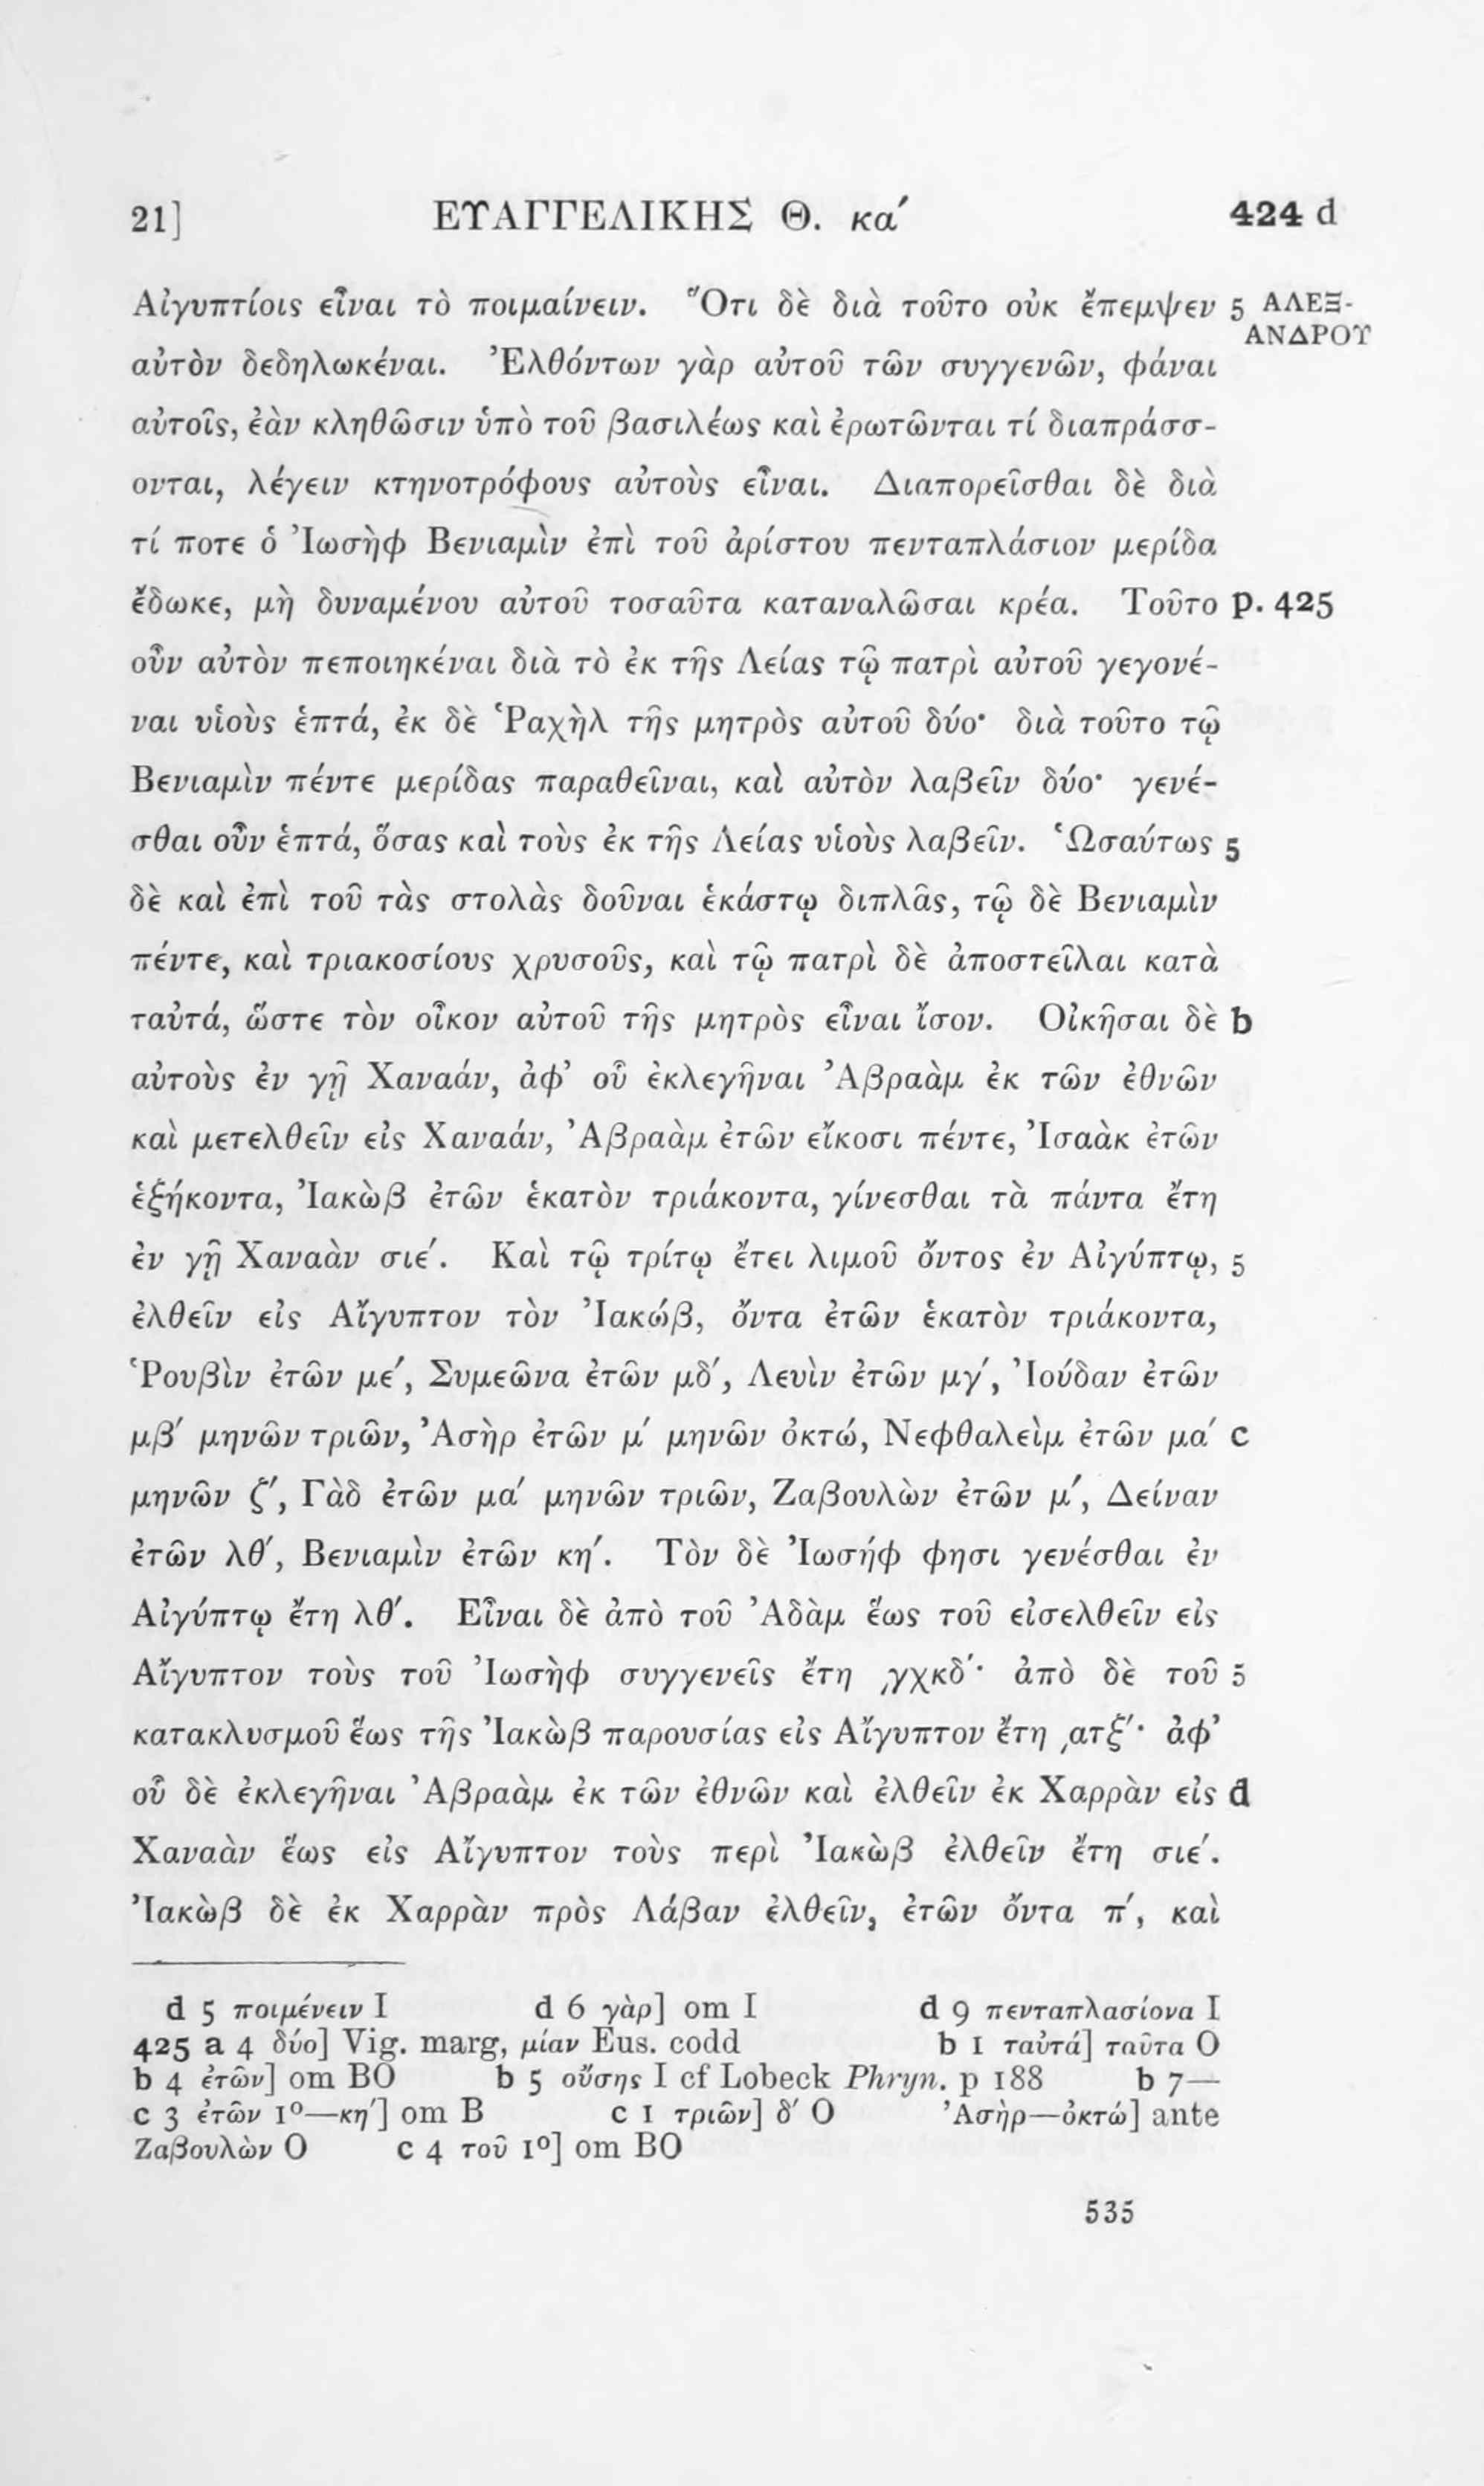 21] ΕΥΑΓΓΕΛΙΚΗΣ Θ. κα´ 424 d
Αἰγυπτίοις εἶναι τὸ ποιμαίνειν. Ὅτι δὲ διὰ τοῦτο οὐκ ἔπεμψεν 5 ΑΛΕΞ-
ΑΝΔΡΟΥ
αὐτὸν δεδηλωκέναι. Ἐλθόντων γὰρ αὐτοῦ τῶν συγγενῶν, φάναι
αὐτοῖς, ἐὰν κληθῶσιν ὑπὸ τοῦ βασιλέως καὶ ἐρωτῶνται τί διαπράσσ-
ονται, λέγειν κτηνοτρόφους αὐτοὺς εἶναι. Διαπορεῖσθαι δὲ διὰ
τί ποτε ὁ Ἰωσὴφ Βενιαμὶν ἐπὶ τοῦ ἀρίστου πενταπλάσιον μερίδα
ἔδωκε, μὴ δυναμένου αὐτοῦ τοσαῦτα καταναλῶσαι κρέα. Τοῦτο p. 425
οὖν αὐτὸν πεποιηκέναι διὰ τὸ ἐκ τῆς Λείας τῷ πατρὶ αὐτοῦ γεγονέ-
ναι υἱοὺς ἑπτά, ἐκ δὲ Ῥαχὴλ τῆς μητρὸς αὐτοῦ δύο· διὰ τοῦτο τῷ
Βενιαμὶν πέντε μερίδας παραθεῖναι, καὶ αὐτὸν λαβεῖν δύο· γενέ-
σθαι οὖν ἑπτά, ὅσας καὶ τοὺς ἐκ τῆς Λείας υἱοὺς λαβεῖν. Ὡσαύτως 5
δὲ καὶ ἐπὶ τοῦ τὰς στολὰς δοῦναι ἑκάστῳ διπλᾶς, τῷ δὲ Βενιαμὶν
πέντε, καὶ τριακοσίους χρυσοῦς, καὶ τῷ πατρὶ δὲ ἀποστεῖλαι κατὰ
ταὐτά, ὥστε τὸν οἶκον αὐτοῦ τῆς μητρὸς εἶναι ἴσον. Οἰκῆσαι δὲ b
αὐτοὺς ἐν γῇ Χαναάν, ἀφ’ οὗ ἐκλεγῆναι Ἀβραὰμ ἐκ τῶν ἐθνῶν
καὶ μετελθεῖν εἰς Χαναάν, Ἀβραὰμ ἐτῶν εἴκοσι πέντε, Ἰσαὰκ ἐτῶν
ἑξήκοντα, Ἰακὼβ ἐτῶν ἑκατὸν τριάκοντα, γίνεσθαι τὰ πάντα ἔτη
ἐν γῇ Χαναὰν σιε´. Καὶ τῷ τρίτῳ ἔτει λιμοῦ ὄντος ἐν Αἰγύπτῳ, 5
ἐλθεῖν εἰς Αἴγυπτον τὸν Ἰακώβ, ὄντα ἐτῶν ἑκατὸν τριάκοντα,
Ῥουβὶν ἐτῶν με´, Συμεῶνα ἐτῶν μδ´, Λευὶν ἐτῶν μγ´, Ἰούδαν ἐτῶν
μβ´ μηνῶν τριῶν, Ἀσὴρ ἐτῶν μ´ μηνῶν ὀκτώ, Νεφθαλεὶμ ἐτῶν μα´ c
μηνῶν ζ´, Γὰδ ἐτῶν μα´ μηνῶν τριῶν, Ζαβουλὼν ἐτῶν μ´, Δείναν
ἐτῶν λθ´, Βενιαμὶν ἐτῶν κη´. Τὸν δὲ Ἰωσήφ φησι γενέσθαι ἐν
Αἰγύπτῳ ἔτη λθ´. Εἶναι δὲ ἀπὸ τοῦ Ἀδὰμ ἕως τοῦ εἰσελθεῖν εἰς
Αἴγυπτον τοὺς τοῦ Ἰωσὴφ συγγενεῖς ἔτη ͵γχκδ´· ἀπὸ δὲ τοῦ 5
κατακλυσμοῦ ἕως τῆς Ἰακὼβ παρουσίας εἰς Αἴγυπτον ἔτη ͵ατξ´· ἀφ’
οὗ δὲ ἐκλεγῆναι Ἀβραὰμ ἐκ τῶν ἐθνῶν καὶ ἐλθεῖν ἐκ Χαρρὰν εἰς d
Χαναὰν ἕως εἰς Αἴγυπτον τοὺς περὶ Ἰακὼβ ἐλθεῖν ἔτη σιε´.
Ἰακὼβ δὲ ἐκ Χαρρὰν πρὸς Λάβαν ἐλθεῖν, ἐτῶν ὄντα π´, καὶ
d 5 ποιμένειν I d 6 γὰρ] om I d 9 πενταπλασίονα I
425 a 4 δύο] Vig. marg, μίαν Eus. codd b 1 ταὐτά] ταῦτα O
b 4 ἐτῶν] om BO b 5 οὔσης I cf Lobeck Phryn. p 188 b 7—
c 3 ἐτῶν 1º—κη´] om B c 1 τριῶν] δ´ O Ἀσὴρ—ὀκτώ] ante
Ζαβουλὼν O c 4 τοῦ 1º] om BO
535